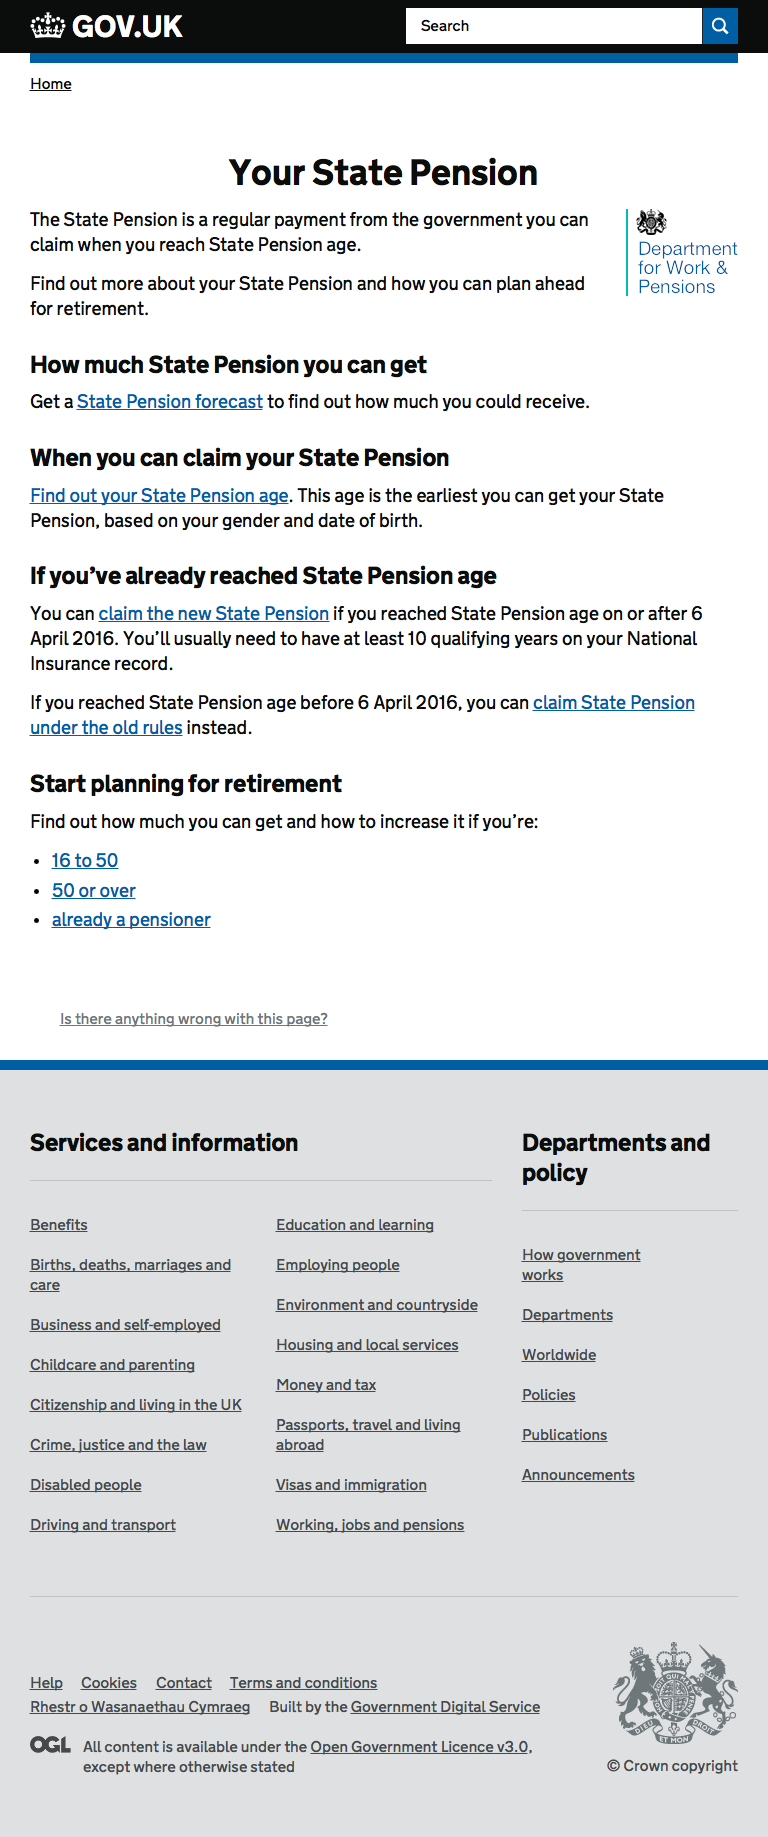 GOV.UK
Search
Home
Your State Pension
The State Pension is a regular payment from the government you can
claim when you reach State Pension age.
Department
for Work &
Pensions
Find out more about your State Pension and how you can plan ahead
for retirement.
How much State Pension you can get
Get a State Pension forecast to find out how much you could receive.
When you can claim your State Pension
Find out your State Pension age. This age is the earliest you can get your State
Pension, based on your gender and date of birth.
If you’ve already reached State Pension age
You can claim the new State Pension if you reached State Pension age on or after 6
April 2016. You’ll usually need to have at least 10 qualifying years on your National
Insurance record.
If you reached State Pension age before 6 April 2016, you can claim State Pension
under the old rules instead.
Start planning for retirement
Find out how much you can get and how to increase it if you’re:
• 16 to 50
• 50 or over
• already a pensioner
Is there anything wrong with this page?
Services and information
Benefits
Births, deaths, marriages and
care
Business and self-employed
Childcare and parenting
Citizenship and living in the UK
Crime, justice and the law
Disabled people
Driving and transport
Education and learning
Employing people
Environment and countryside
Housing and local services
Money and tax
Passports, travel and living
abroad
Visas and immigration
Working, jobs and pensions
Departments and
policy
How government
works
Departments
Worldwide
Policies
Publications
Announcements
Help Cookies Contact Terms and conditions
Rhestr o Wasanaethau Cymraeg Built by the Government Digital Service
OGL
All content is available under the Open Government Licence v3.0,
except where otherwise stated
DIEU ET MON DROIT
© Crown copyright